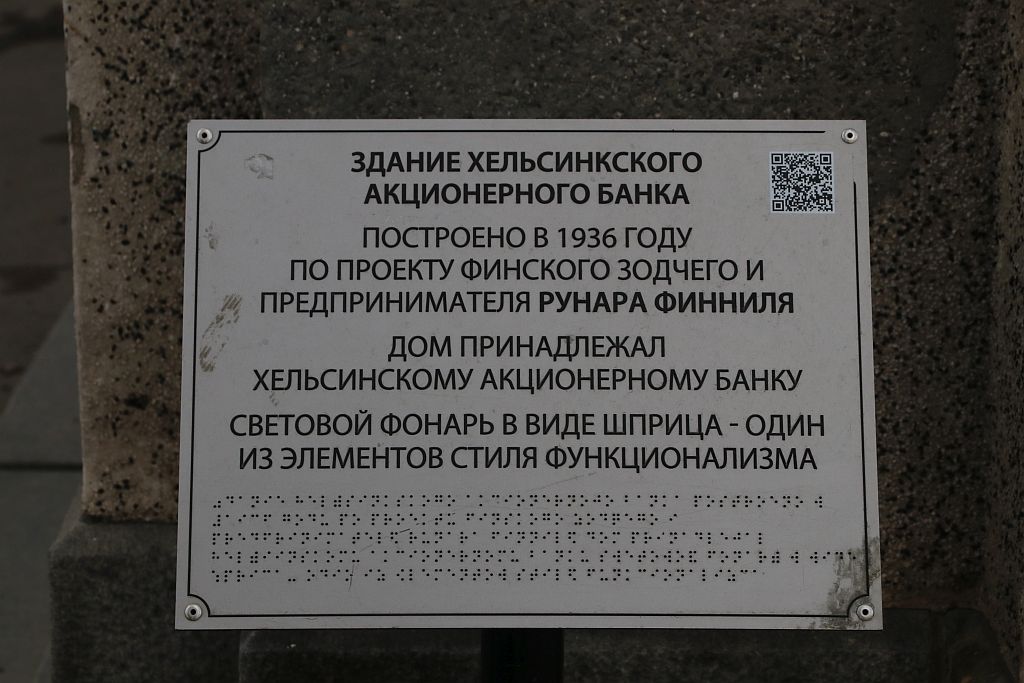 ЗДАНИЕ ХЕЛЬСИНКСКОГО
АКЦИОНЕРНОГО БАНКА
ПОСТРОЕНО В 1936 ГОДУ
ПО ПРОЕКТУ ФИНСКОГО ЗОДЧЕГО И
ПРЕДПРИНИМАТЕЛЯ РУНАРА ФИННИЛЯ
ДОМ ПРИНАДЛЕЖАЛ
ХЕЛЬСИНСКОМУ АКЦИОНЕРНОМУ БАНКУ
СВЕТОВОЙ ФОНАРЬ В ВИДЕ ШПРИЦА - ОДИН
ИЗ ЭЛЕМЕНТОВ СТИЛЯ ФУНКЦИОНАЛИЗМА